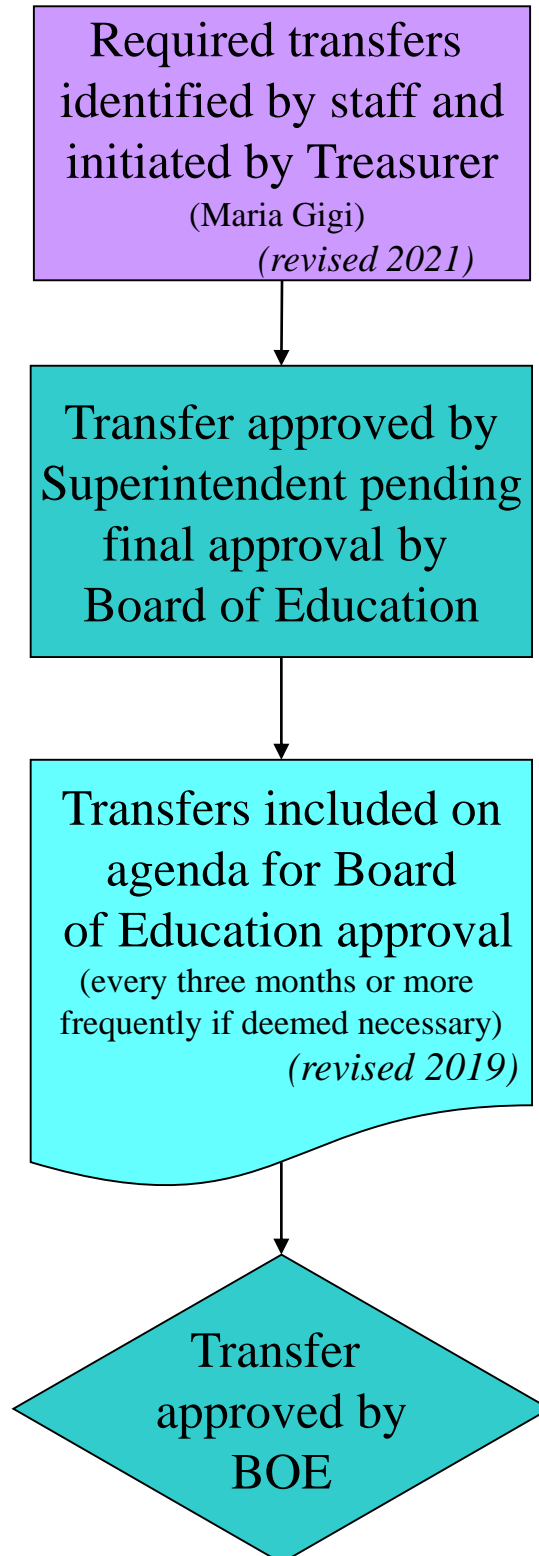 Required transfers
identified by staff and
initiated by Treasurer
(Maria Gigi)
(revised 2021)
Transfer approved by
Superintendent pending
final approval by
Board of Education
Transfers included on
agenda for Board
of Education approval
(every three months or more
frequently if deemed necessary)
(revised 2019)
Transfer
approved by
BOE